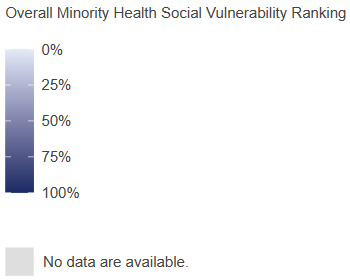 Overall Minority Health Social Vulnerability Ranking
0%
25%
50%
75%
100%
No data are available.